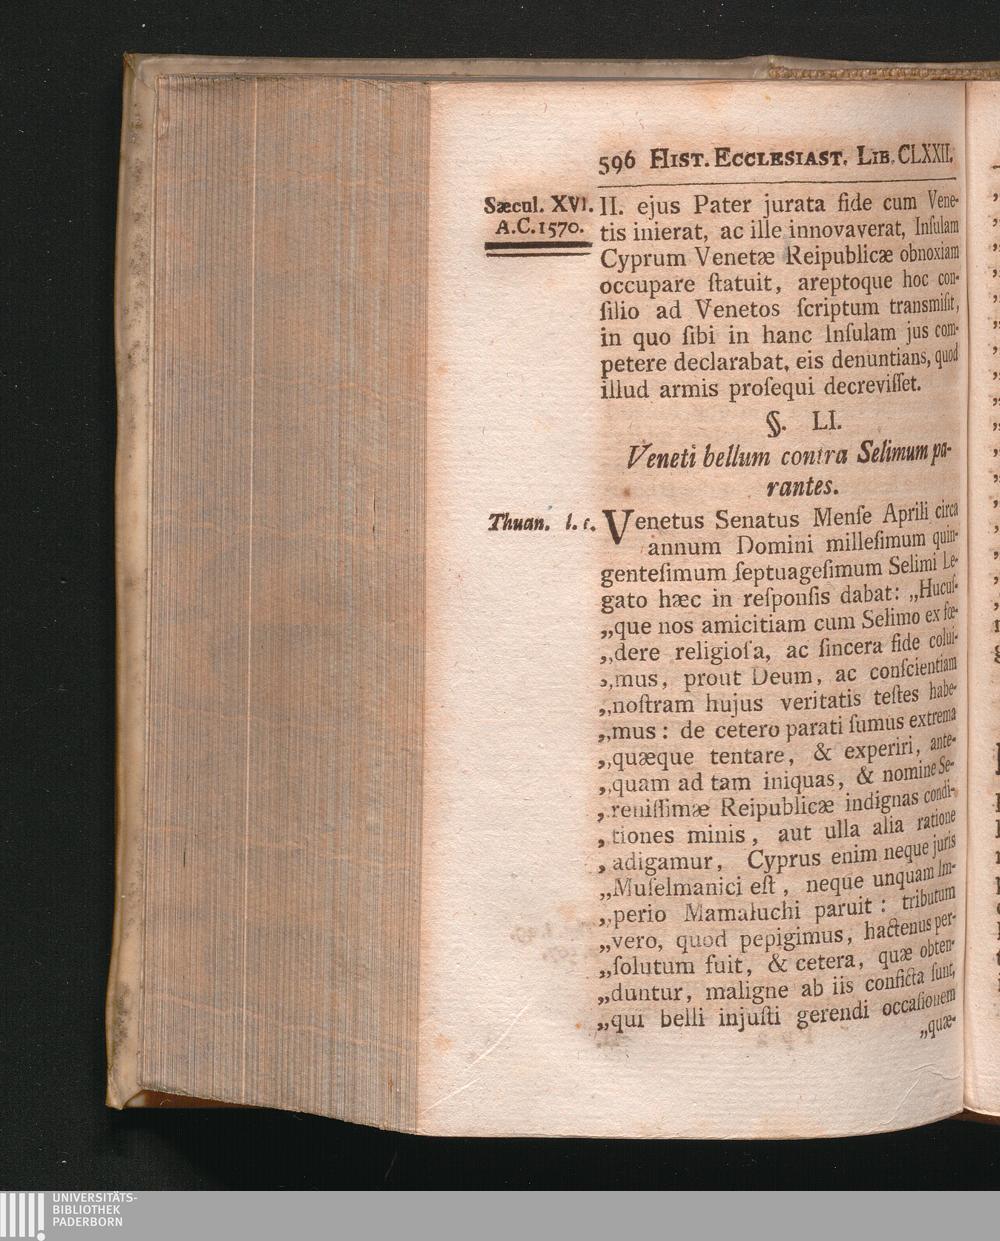 596 HIST. ECCLESIAST. LIB. CLXXII.
Sæcul. XVI.
A.C. 1570.
II. ejus Pater jurata fide cum Vene-
tis inierat, ac ille innovaverat, Inſulam
Cyprum Venetæ Reipublicæ obnoxiam
occupare ſtatuit, areptoque hoc con-
ſilio ad Venetos ſcriptum transmiſit,
in quo ſibi in hanc Inſulam jus com-
petere declarabat, eis denuntians, quod
illud armis proſequi decreviſſet.
§. LI.
Veneti bellum contra Selimum pa-
rantes.
Thuan. l. c.
Venetus Senatus Menſe Aprili circa
annum Domini milleſimum quin-
genteſimum ſeptuageſimum Selimi Le-
gato hæc in reſponſis dabat: „Hucuſ-
„que nos amicitiam cum Selimo ex fœ-
„dere religioſa, ac ſincera fide colui-
„mus, prout Deum, ac conſcientiam
„noſtram hujus veritatis teſtes habe-
„mus: de cetero parati ſumus extrema
„quæque tentare, & experiri, ante-
„quam ad tam iniquas, & nomine Se-
„reniſſimæ Reipublicæ indignas condi-
„tiones minis, aut ulla alia ratione
„adigamur, Cyprus enim neque juris
„Muſelmanici eſt, neque unquam Im-
„perio Mamaluchi paruit: tributum
„vero, quod pepigimus, hactenus per-
„ſolutum fuit, & cetera, quæ obten-
„duntur, maligne ab iis conficta ſunt,
„qui belli injuſti gerendi occaſionem
„quæ-
UNIVERSITÄTS-
BIBLIOTHEK
PADERBORN